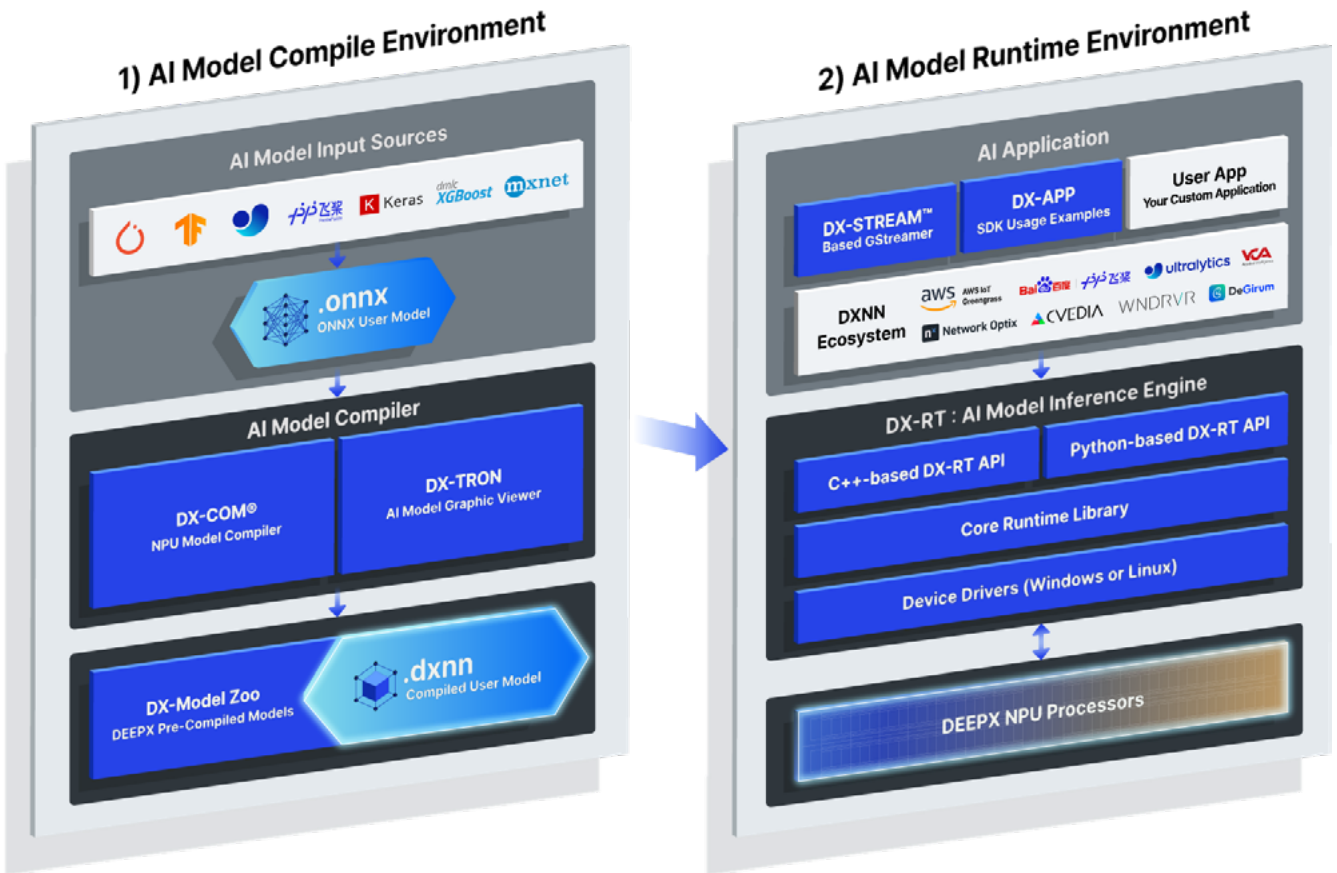 1) AI Model Compile Environment
AI Model Input Sources
飞桨
Keras
dmlc
XGBoost
mxnet
.onnx
ONNX User Model
AI Model Compiler
DX-COM®
NPU Model Compiler
DX-TRON
AI Model Graphic Viewer
DX-Model Zoo
DEEPX Pre-Compiled Models
.dxnn
Compiled User Model
2) AI Model Runtime Environment
AI Application
DX-STREAM™
Based GStreamer
DX-APP
SDK Usage Examples
User App
Your Custom Application
DXNN
Ecosystem
aws
AWS IoT
Greengrass
Bai 百度
飞桨
ultralytics
VCA
Network Optix
CVEDIA
WNDRVR
DeGirum
DX-RT : AI Model Inference Engine
C++-based DX-RT API
Python-based DX-RT API
Core Runtime Library
Device Drivers (Windows or Linux)
DEEPX NPU Processors